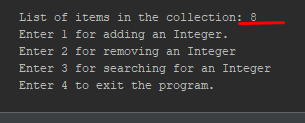 List of items in the collection: 8
Enter 1 for adding an Integer.
Enter 2 for removing an Integer
Enter 3 for searching for an Integer
Enter 4 to exit the program.